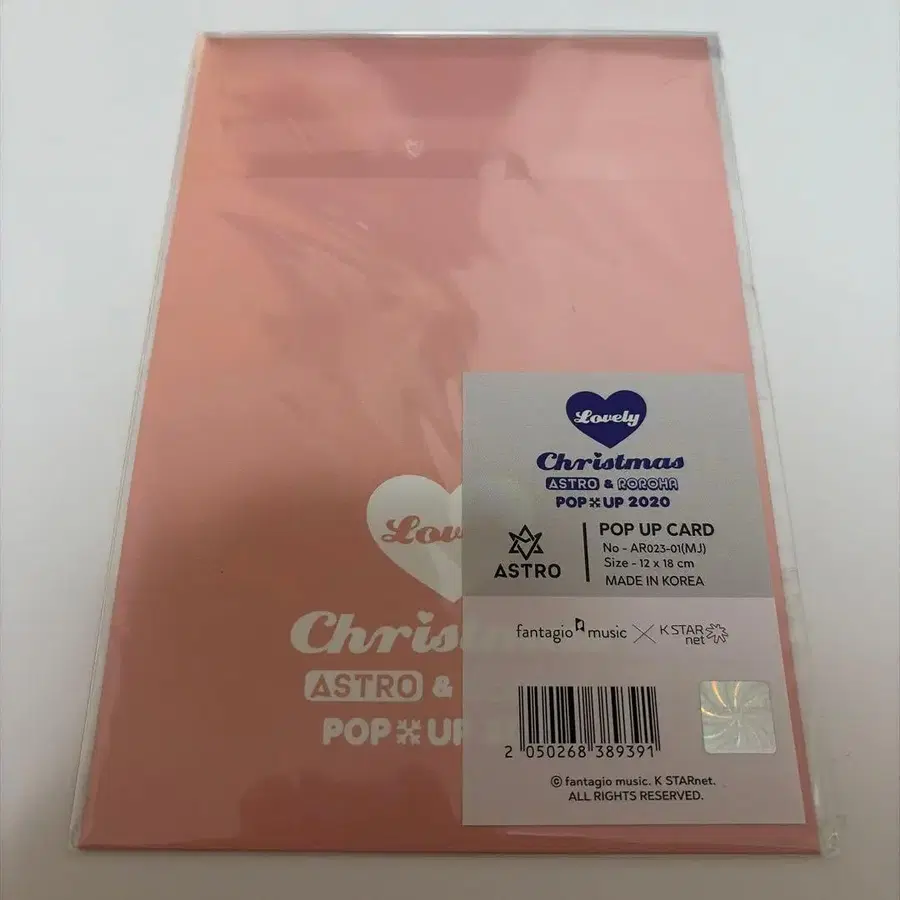 Lovely
Christmas
ASTRO & ROROHA
POP UP 2020
ASTRO
POP UP CARD
No - AR023-01(MJ)
Size - 12 x 18 cm
MADE IN KOREA
fantagio music
K STAR
net
2 050268 389391
© fantagio music. K STARnet.
ALL RIGHTS RESERVED.
Lov
Chris
ASTRO &
POP UP